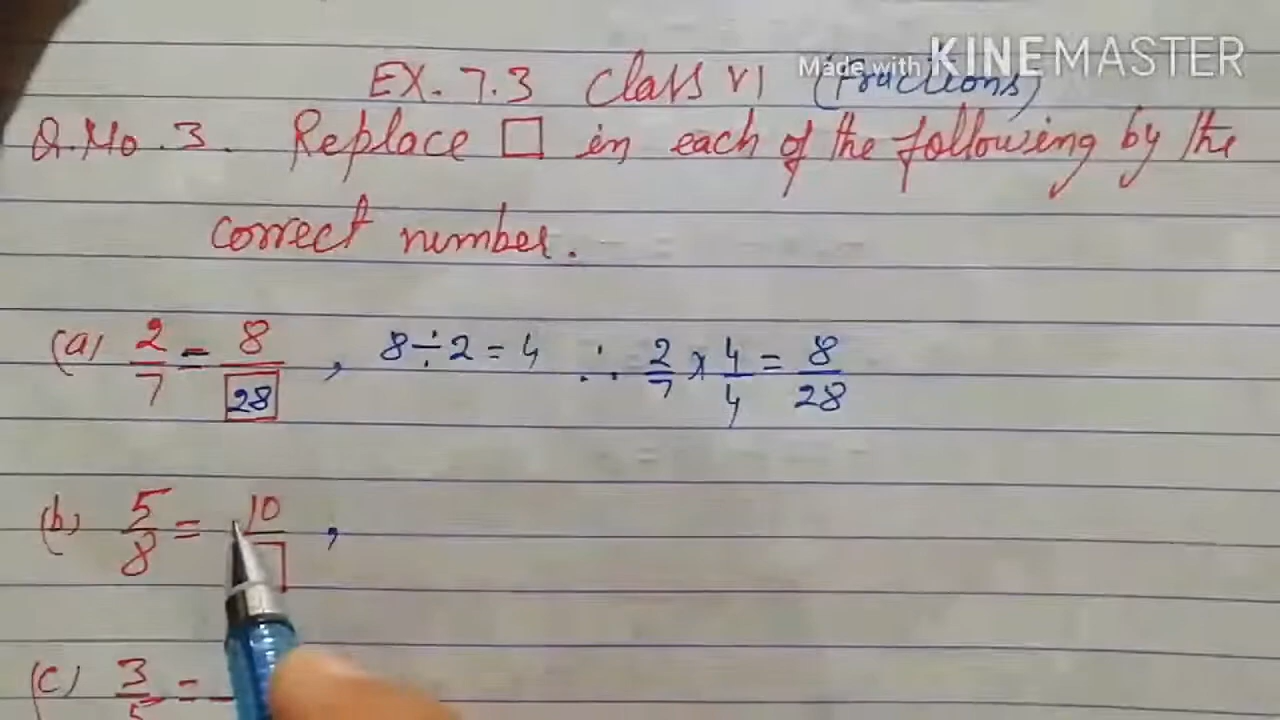 Made with KINEMASTER
EX. 7.3 Class VI (Fractions)
Q.No.3. Replace □ in each of the following by the
correct number.
(a) 2/7 = 8/28 , 8÷2=4 ∴ 2/7 x 4/4 = 8/28
(b) 5/8 = 10/□ ,
(c) 3/5 =